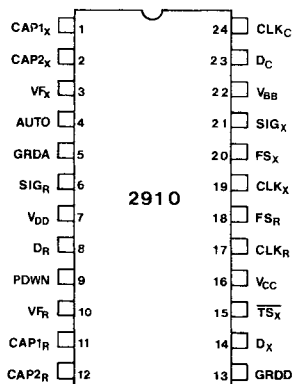 CAP1X 1 24 CLKC
CAP2X 2 23 DC
VFX 3 22 VBB
AUTO 4 21 SIGX
GRDA 5 20 FSX
SIGR 6 19 CLKX
2910
VDD 7 18 FSR
DR 8 17 CLKR
PDWN 9 16 VCC
VFR 10 15 T̅S̅X̅
CAP1R 11 14 DX
CAP2R 12 13 GRDD